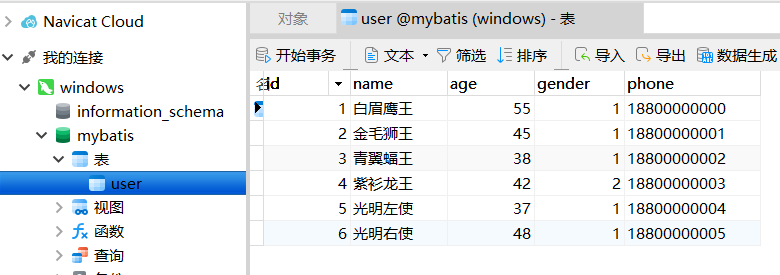 Navicat Cloud
我的连接
windows
information_schema
mybatis
表
user
视图
函数
查询
对象
user @mybatis (windows) - 表
开始事务 文本 筛选 排序 导入 导出 数据生成
id name age gender phone
1 白眉鹰王 55 1 18800000000
2 金毛狮王 45 1 18800000001
3 青翼蝠王 38 1 18800000002
4 紫衫龙王 42 2 18800000003
5 光明左使 37 1 18800000004
6 光明右使 48 1 18800000005